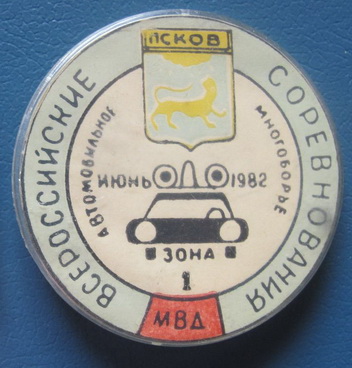 ПСКОВ
ВСЕРОССИЙСКИЕ СОРЕВНОВАНИЯ
АВТОМОБИЛЬНОЕ МНОГОБОРЬЕ
ИЮНЬ 1982
ЗОНА
1
МВД